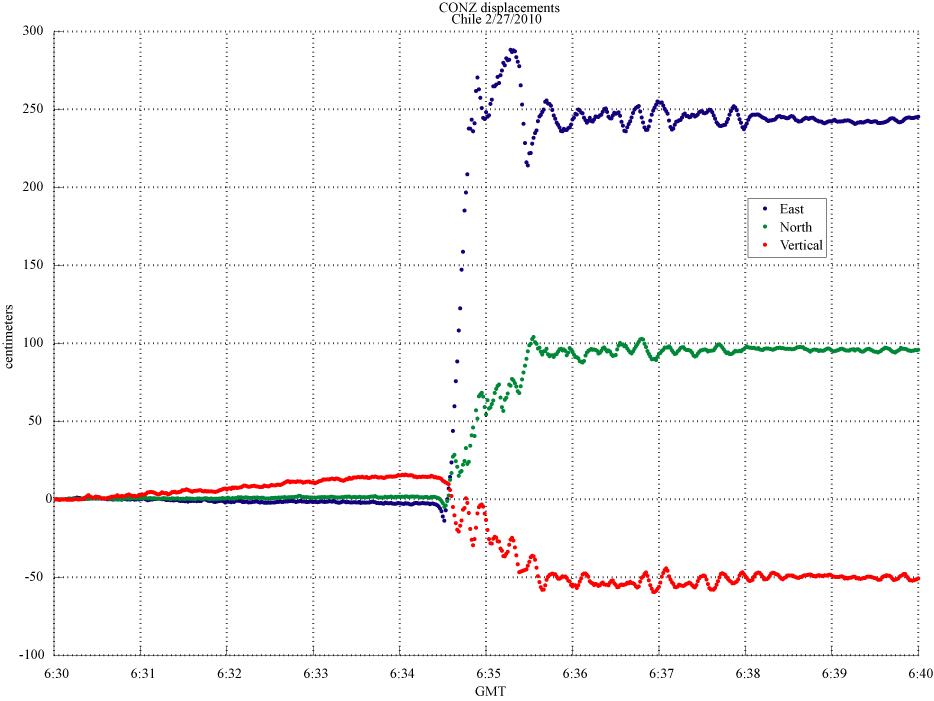 CONZ displacements
Chile 2/27/2010
300
250
200
150
100
50
0
-50
-100
centimeters
East
North
Vertical
6:30
6:31
6:32
6:33
6:34
6:35
6:36
6:37
6:38
6:39
6:40
GMT